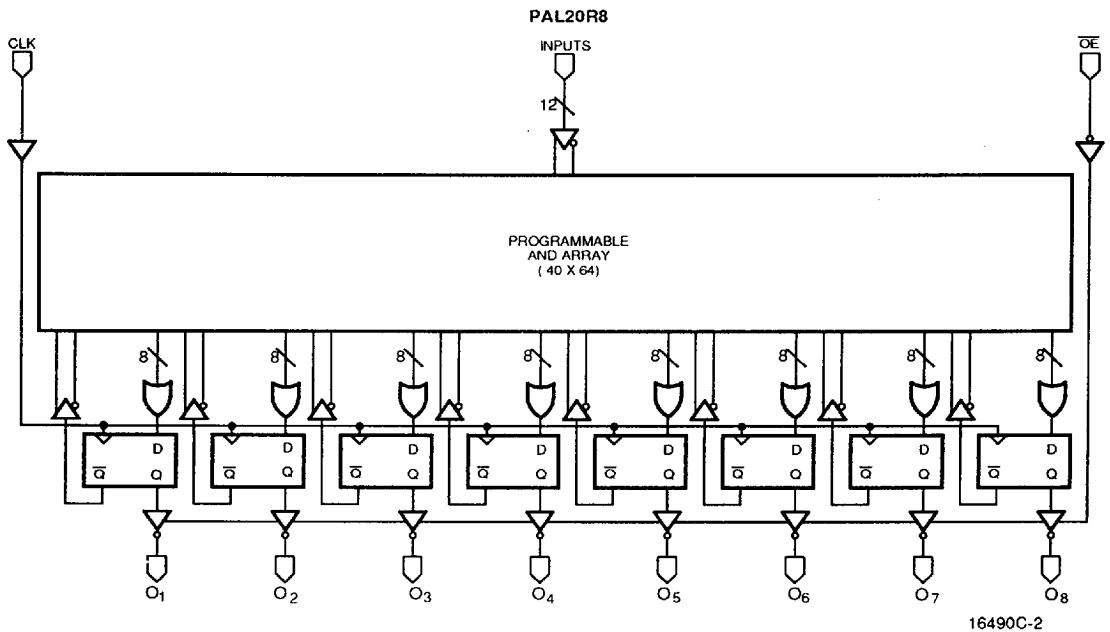 PAL20R8
CLK
INPUTS
O̅E̅
12
PROGRAMMABLE
AND ARRAY
( 40 X 64)
8 8 8 8 8 8 8 8
D D D D D D D D
Q̅ Q Q̅ Q Q̅ Q Q̅ Q Q̅ Q Q̅ Q Q̅ Q Q̅ Q
O1 O2 O3 O4 O5 O6 O7 O8
16490C-2